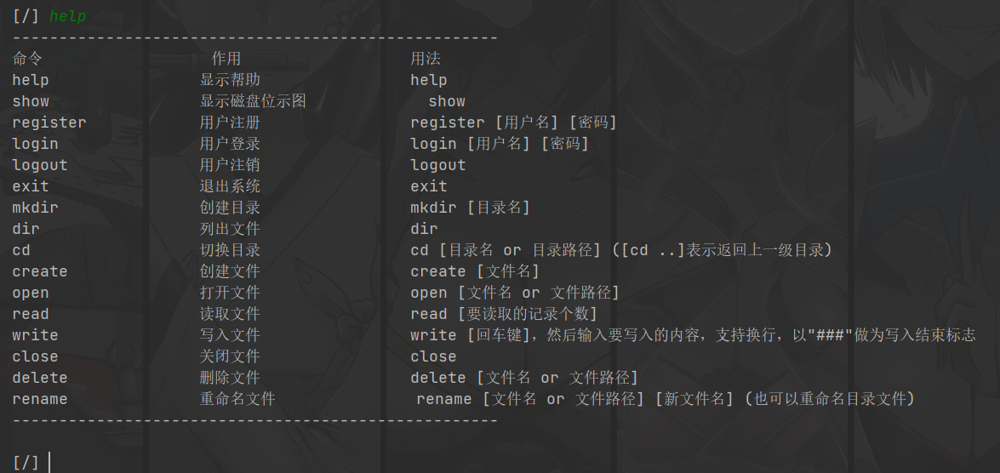 [/] help
----------------------------------------------------
命令 作用 用法
help 显示帮助 help
show 显示磁盘位示图 show
register 用户注册 register [用户名] [密码]
login 用户登录 login [用户名] [密码]
logout 用户注销 logout
exit 退出系统 exit
mkdir 创建目录 mkdir [目录名]
dir 列出文件 dir
cd 切换目录 cd [目录名 or 目录路径] ([cd ..]表示返回上一级目录)
create 创建文件 create [文件名]
open 打开文件 open [文件名 or 文件路径]
read 读取文件 read [要读取的记录个数]
write 写入文件 write [回车键]，然后输入要写入的内容，支持换行，以"###"做为写入结束标志
close 关闭文件 close
delete 删除文件 delete [文件名 or 文件路径]
rename 重命名文件 rename [文件名 or 文件路径] [新文件名] (也可以重命名目录文件)
----------------------------------------------------
[/]